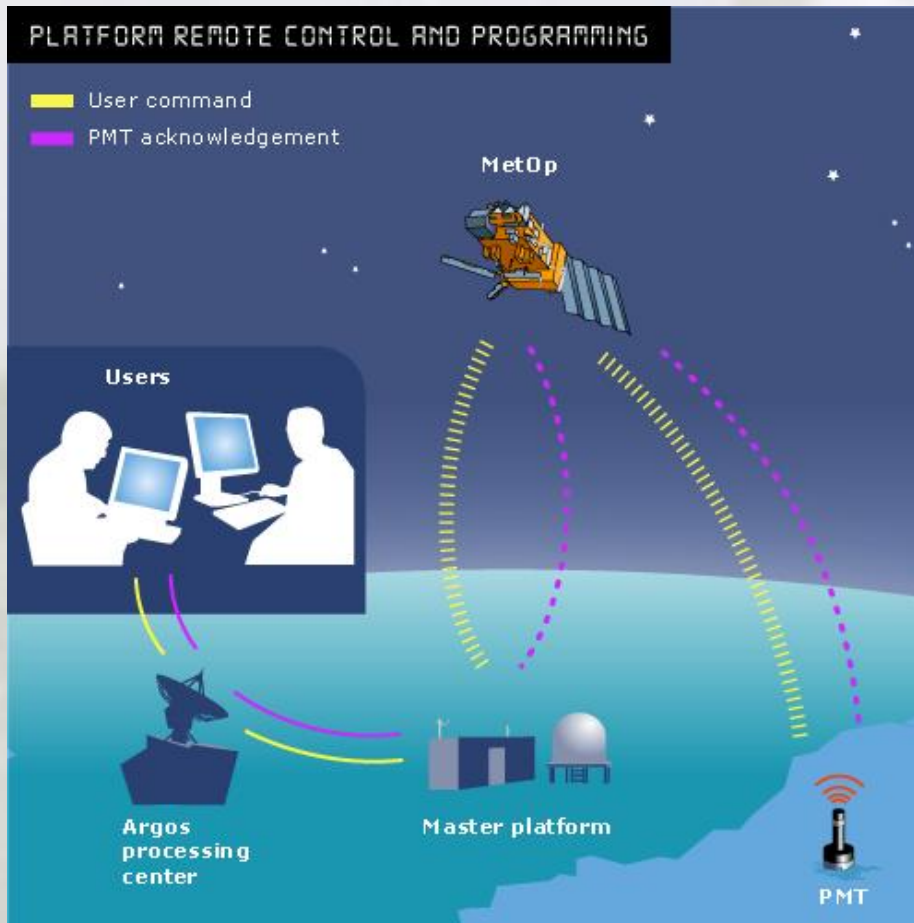 PLATFORM REMOTE CONTROL AND PROGRAMMING
User command
PMT acknowledgement
MetOp
Users
Argos
processing
center
Master platform
PMT